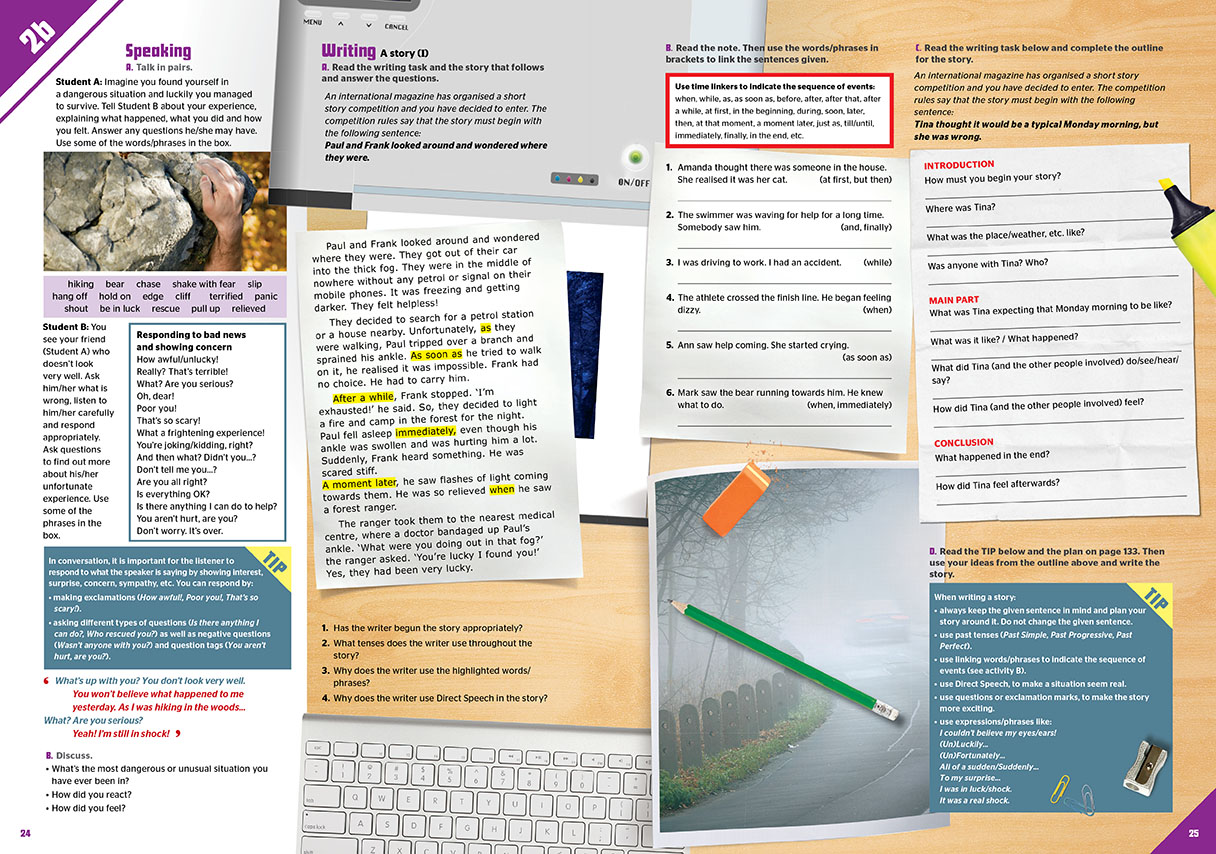 2b
Speaking
A. Talk in pairs.
Student A: Imagine you found yourself in
a dangerous situation and luckily you managed
to survive. Tell Student B about your experience,
explaining what happened, what you did and how
you felt. Answer any questions he/she may have.
Use some of the words/phrases in the box.
hiking bear chase shake with fear slip
hang off hold on edge cliff terrified panic
shout be in luck rescue pull up relieved
Student B: You
see your friend
(Student A) who
doesn't look
very well. Ask
him/her what is
wrong, listen to
him/her carefully
and respond
appropriately.
Ask questions
to find out more
about his/her
unfortunate
experience. Use
some of the
phrases in the
box.
Responding to bad news
and showing concern
How awful/unlucky!
Really? That's terrible!
What? Are you serious?
Oh, dear!
Poor you!
That's so scary!
What a frightening experience!
You're joking/kidding, right?
And then what? Didn't you...?
Don't tell me you...?
Are you all right?
Is everything OK?
Is there anything I can do to help?
You aren't hurt, are you?
Don't worry. It's over.
TIP
In conversation, it is important for the listener to
respond to what the speaker is saying by showing interest,
surprise, concern, sympathy, etc. You can respond by:
• making exclamations (How awful!, Poor you!, That's so
scary!).
• asking different types of questions (Is there anything I
can do?, Who rescued you?) as well as negative questions
(Wasn't anyone with you?) and question tags (You aren't
hurt, are you?).
What's up with you? You don't look very well.
You won't believe what happened to me
yesterday. As I was hiking in the woods...
What? Are you serious?
Yeah! I'm still in shock!
B. Discuss.
• What's the most dangerous or unusual situation you
have ever been in?
• How did you react?
• How did you feel?
24
MENU CANCEL
ON/OFF
Writing A story (I)
A. Read the writing task and the story that follows
and answer the questions.
An international magazine has organised a short
story competition and you have decided to enter. The
competition rules say that the story must begin with
the following sentence:
Paul and Frank looked around and wondered where
they were.
Paul and Frank looked around and wondered
where they were. They got out of their car
into the thick fog. They were in the middle of
nowhere without any petrol or signal on their
mobile phones. It was freezing and getting
darker. They felt helpless!
They decided to search for a petrol station
or a house nearby. Unfortunately, as they
were walking, Paul tripped over a branch and
sprained his ankle. As soon as he tried to walk
on it, he realised it was impossible. Frank had
no choice. He had to carry him.
After a while, Frank stopped. 'I'm
exhausted!' he said. So, they decided to light
a fire and camp in the forest for the night.
Paul fell asleep immediately, even though his
ankle was swollen and was hurting him a lot.
Suddenly, Frank heard something. He was
scared stiff.
A moment later, he saw flashes of light coming
towards them. He was so relieved when he saw
a forest ranger.
The ranger took them to the nearest medical
centre, where a doctor bandaged up Paul's
ankle. 'What were you doing out in that fog?'
the ranger asked. 'You're lucky I found you!'
Yes, they had been very lucky.
1. Has the writer begun the story appropriately?
2. What tenses does the writer use throughout the
story?
3. Why does the writer use the highlighted words/
phrases?
4. Why does the writer use Direct Speech in the story?
B. Read the note. Then use the words/phrases in
brackets to link the sentences given.
Use time linkers to indicate the sequence of events:
when, while, as, as soon as, before, after, after that, after
a while, at first, in the beginning, during, soon, later,
then, at that moment, a moment later, just as, till/until,
immediately, finally, in the end, etc.
1. Amanda thought there was someone in the house.
She realised it was her cat. (at first, but then)
2. The swimmer was waving for help for a long time.
Somebody saw him. (and, finally)
3. I was driving to work. I had an accident. (while)
4. The athlete crossed the finish line. He began feeling
dizzy. (when)
5. Ann saw help coming. She started crying.
(as soon as)
6. Mark saw the bear running towards him. He knew
what to do. (when, immediately)
C. Read the writing task below and complete the outline
for the story.
An international magazine has organised a short story
competition and you have decided to enter. The competition
rules say that the story must begin with the following
sentence:
Tina thought it would be a typical Monday morning, but
she was wrong.
INTRODUCTION
How must you begin your story?
Where was Tina?
What was the place/weather, etc. like?
Was anyone with Tina? Who?
MAIN PART
What was Tina expecting that Monday morning to be like?
What was it like? / What happened?
What did Tina (and the other people involved) do/see/hear/
say?
How did Tina (and the other people involved) feel?
CONCLUSION
What happened in the end?
How did Tina feel afterwards?
D. Read the TIP below and the plan on page 133. Then
use your ideas from the outline above and write the
story.
TIP
When writing a story:
• always keep the given sentence in mind and plan your
story around it. Do not change the given sentence.
• use past tenses (Past Simple, Past Progressive, Past
Perfect).
• use linking words/phrases to indicate the sequence of
events (see activity B).
• use Direct Speech, to make a situation seem real.
• use questions or exclamation marks, to make the story
more exciting.
• use expressions/phrases like:
I couldn't believe my eyes/ears!
(Un)Luckily...
(Un)Fortunately...
All of a sudden/Suddenly...
To my surprise...
I was in luck/shock.
It was a real shock.
25